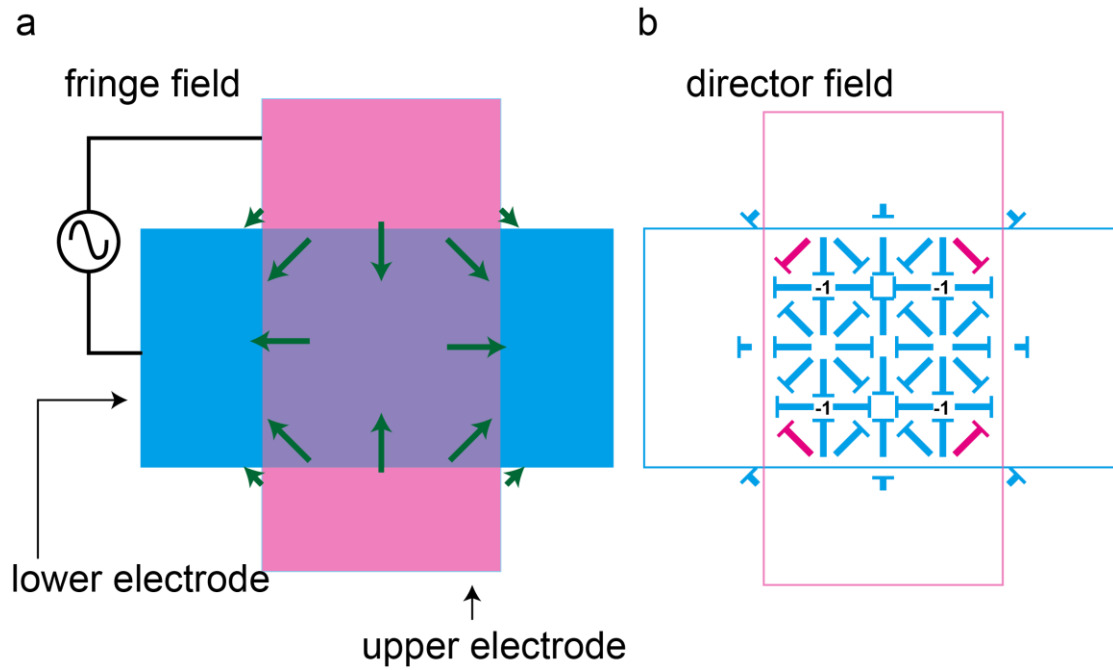 a
fringe field
lower electrode
upper electrode
b
director field
-1 -1
-1 -1